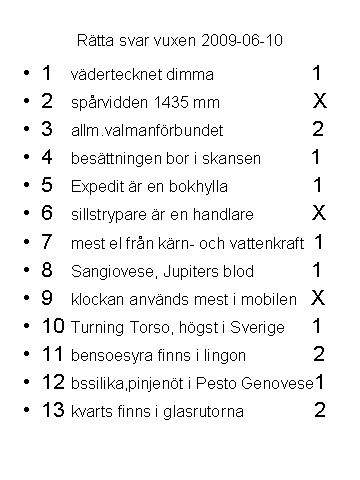 Rätta svar vuxen 2009-06-10
• 1 vädertecknet dimma 1
• 2 spårvidden 1435 mm X
• 3 allm.valmanförbundet 2
• 4 besättningen bor i skansen 1
• 5 Expedit är en bokhylla 1
• 6 sillstrypare är en handlare X
• 7 mest el från kärn- och vattenkraft 1
• 8 Sangiovese, Jupiters blod 1
• 9 klockan används mest i mobilen X
• 10 Turning Torso, högst i Sverige 1
• 11 bensoesyra finns i lingon 2
• 12 bssilika,pinjenöt i Pesto Genovese 1
• 13 kvarts finns i glasrutorna 2